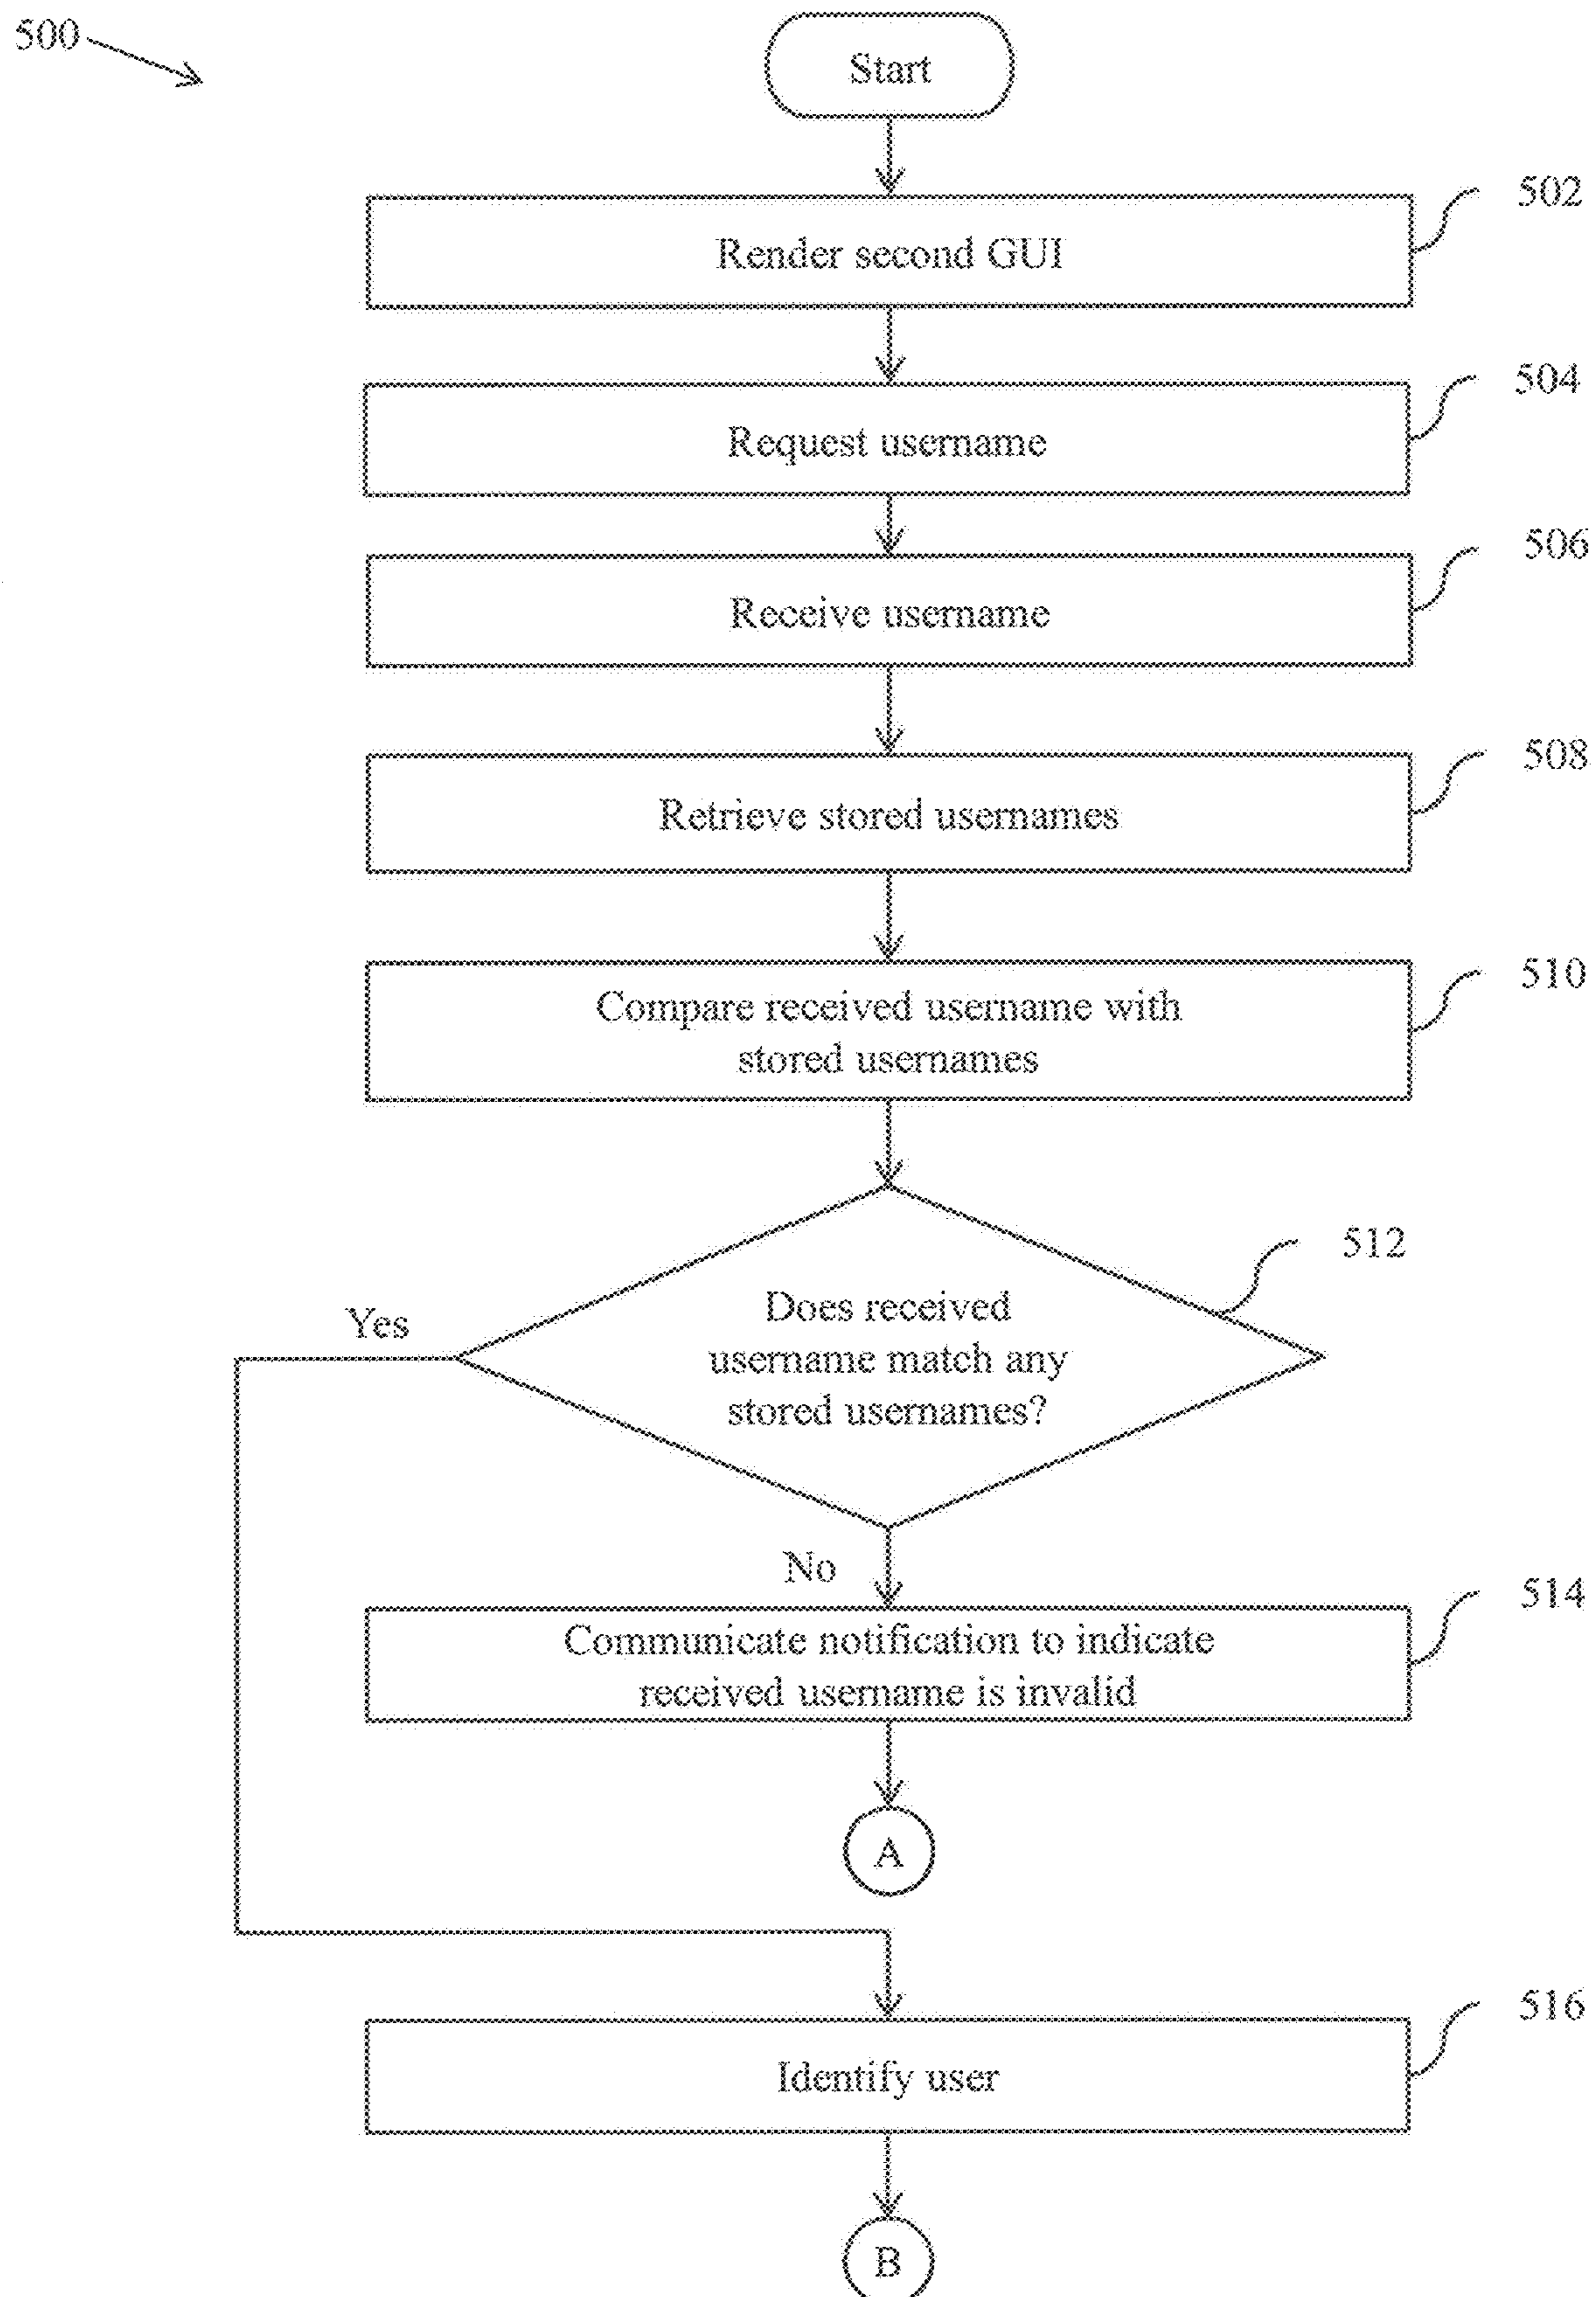 500
Start
502
Render second GUI
504
Request username
506
Receive username
508
Retrieve stored usernames
510
Compare received username with
stored usernames
512
Does received
username match any
stored usernames?
Yes
No
514
Communicate notification to indicate
received username is invalid
A
516
Identify user
B